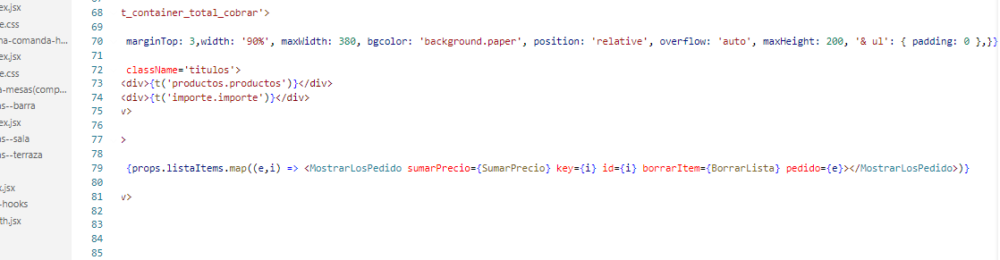 ex.jsx
e.css
na-comanda-h...
ex.jsx
e.css
a-mesas(comp...
as--barra
ex.jsx
as--sala
as--terraza
x.jsx
-hooks
th.jsx
68 t_container_total_cobrar'>
69
70 marginTop: 3,width: '90%', maxWidth: 380, bgcolor: 'background.paper', position: 'relative', overflow: 'auto', maxHeight: 200, '& ul': { padding: 0 },}}
71
72 className='titulos'>
73 <div>{t('productos.productos')}</div>
74 <div>{t('importe.importe')}</div>
75 v>
76
77 >
78
79 {props.listaItems.map((e,i) => <MostrarLosPedido sumarPrecio={SumarPrecio} key={i} id={i} borrarItem={BorrarLista} pedido={e}></MostrarLosPedido>)}
80
81 v>
82
83
84
85